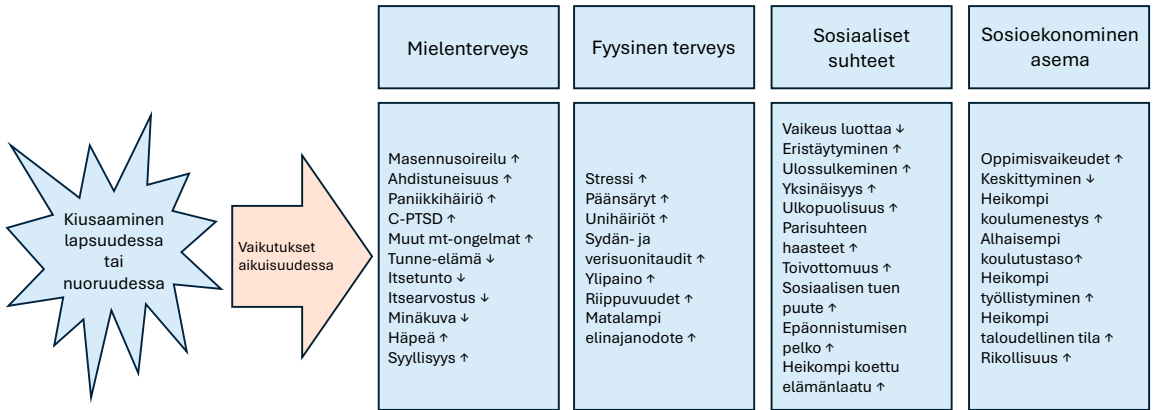 Kiusaaminen
lapsuudessa
tai
nuoruudessa
Vaikutukset
aikuisuudessa
Mielenterveys
Masennusoireilu ↑
Ahdistuneisuus ↑
Paniikkihäiriö ↑
C-PTSD ↑
Muut mt-ongelmat ↑
Tunne-elämä ↓
Itsetunto ↓
Itsearvostus ↓
Minäkuva ↓
Häpeä ↑
Syyllisyys ↑
Fyysinen terveys
Stressi ↑
Päänsäryt ↑
Unihäiriöt ↑
Sydän- ja
verisuonitaudit ↑
Ylipaino ↑
Riippuvuudet ↑
Matalampi
elinajanodote ↑
Sosiaaliset
suhteet
Vaikeus luottaa ↓
Eristäytyminen ↑
Ulossulkeminen ↑
Yksinäisyys ↑
Ulkopuolisuus ↑
Parisuhteen
haasteet ↑
Toivottomuus ↑
Sosiaalisen tuen
puute ↑
Epäonnistumisen
pelko ↑
Heikompi koettu
elämänlaatu ↑
Sosioekonominen
asema
Oppimisvaikeudet ↑
Keskittyminen ↓
Heikompi
koulumenestys ↑
Alhaisempi
koulutustaso↑
Heikompi
työllistyminen ↑
Heikompi
taloudellinen tila ↑
Rikollisuus ↑